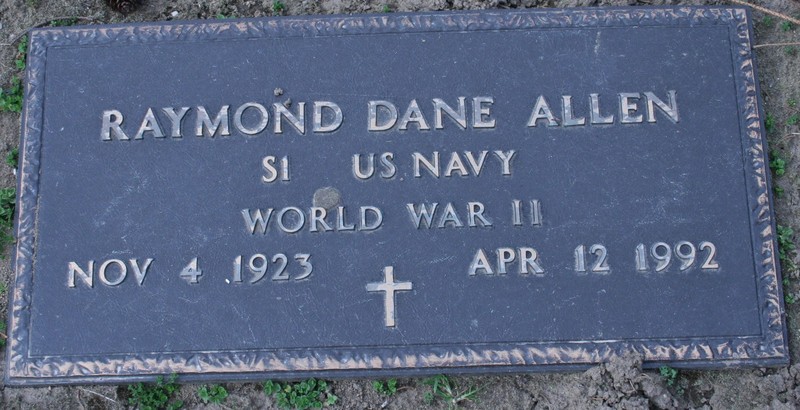 RAYMOND DANE ALLEN
S1 US NAVY
WORLD WAR II
NOV 4 1923 APR 12 1992